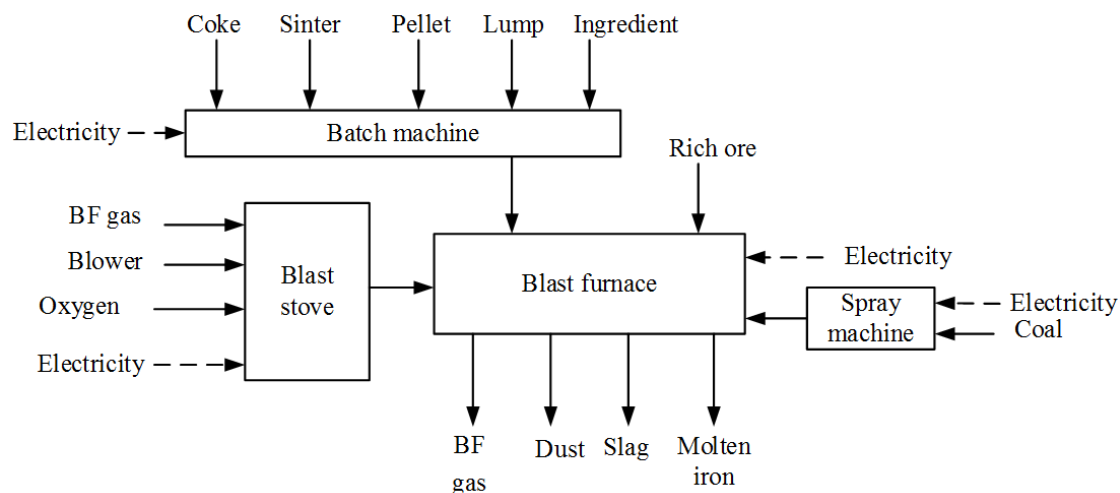 Coke Sinter Pellet Lump Ingredient
Electricity
Batch machine
Rich ore
BF gas
Blower
Oxygen
Electricity
Blast
stove
Blast furnace
Electricity
Spray
machine
Electricity
Coal
BF
gas
Dust
Slag
Molten
iron